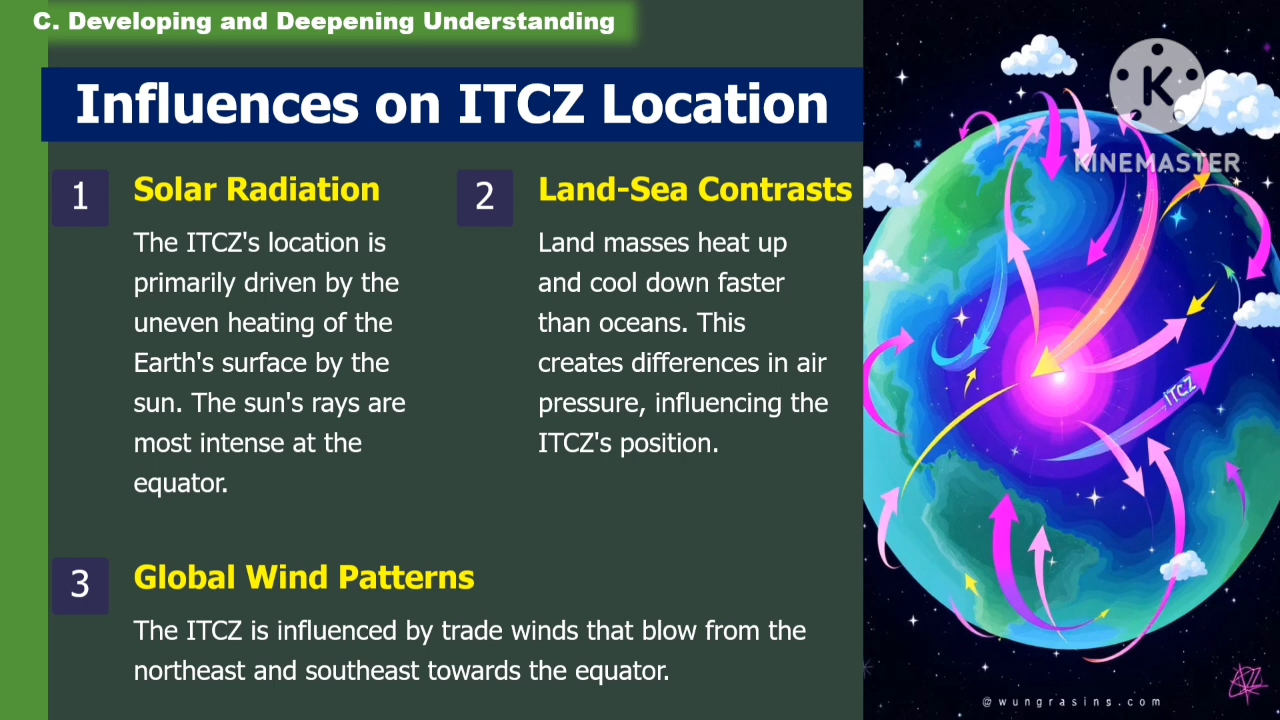 C. Developing and Deepening Understanding
Influences on ITCZ Location
1
Solar Radiation
The ITCZ's location is
primarily driven by the
uneven heating of the
Earth's surface by the
sun. The sun's rays are
most intense at the
equator.
2
Land-Sea Contrasts
Land masses heat up
and cool down faster
than oceans. This
creates differences in air
pressure, influencing the
ITCZ's position.
3
Global Wind Patterns
The ITCZ is influenced by trade winds that blow from the
northeast and southeast towards the equator.
K
KINEMASTER
ITCZ
@wungrasins.com